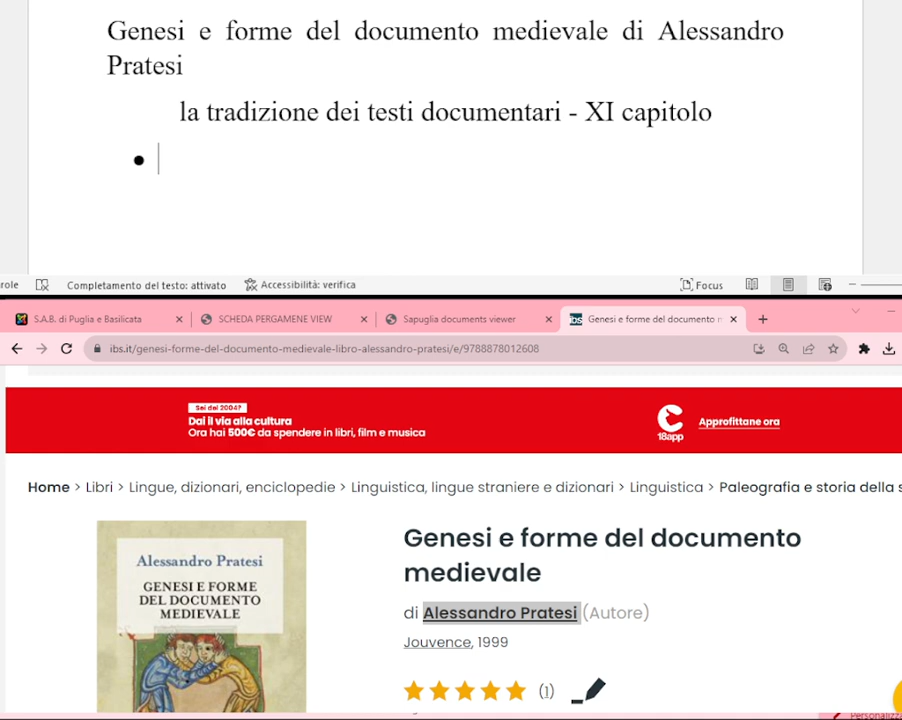 Genesi e forme del documento medievale di Alessandro
Pratesi
la tradizione dei testi documentari - XI capitolo
Completamento del testo: attivato
Accessibilità: verifica
Focus
S.A.B. di Puglia e Basilicata
SCHEDA PERGAMENE VIEW
Sapuglia documents viewer
ibs
Genesi e forme del documento
ibs.it/genesi-forme-del-documento-medievale-libro-alessandro-pratesi/e/9788878012608
Sei del 2004?
Dai il via alla cultura
Ora hai 500€ da spendere in libri, film e musica
18app
Approfittane ora
Home > Libri > Lingue, dizionari, enciclopedie > Linguistica, lingue straniere e dizionari > Linguistica > Paleografia e storia della s
Alessandro Pratesi
GENESI E FORME
DEL DOCUMENTO
MEDIEVALE
Genesi e forme del documento
medievale
di Alessandro Pratesi (Autore)
Jouvence, 1999
(1)